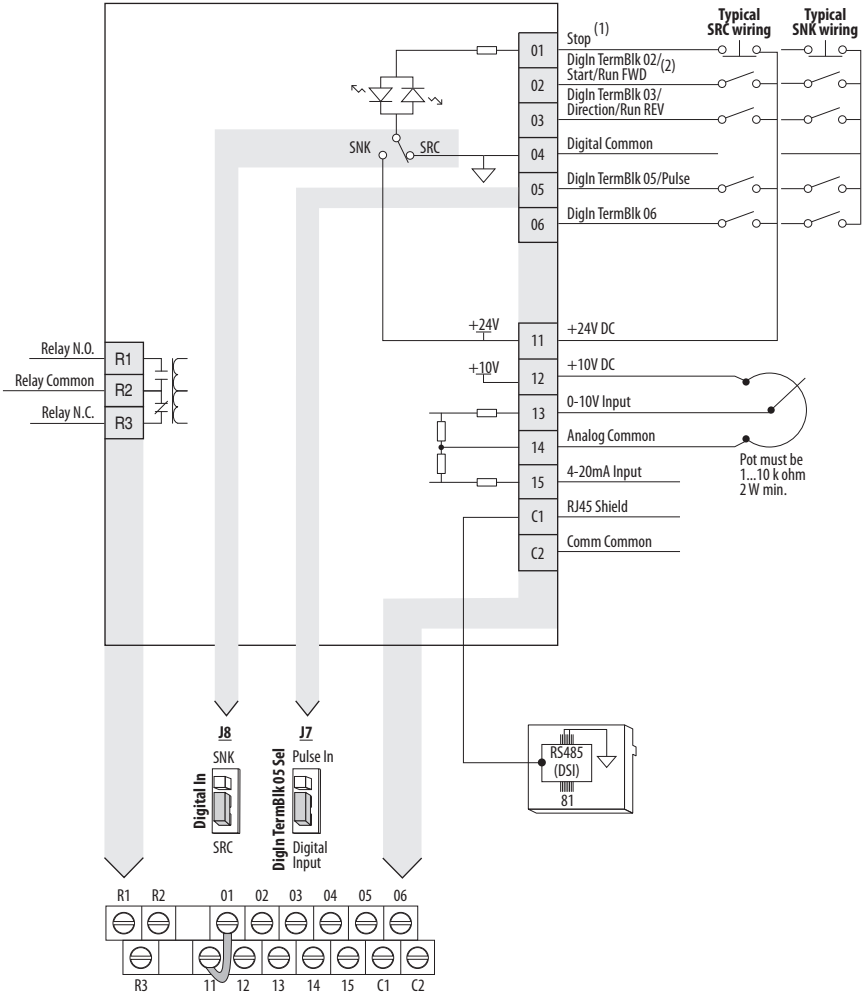 Typical
SRC wiring
Typical
SNK wiring
01
Stop (1)
DigIn TermBlk 02/
Start/Run FWD (2)
02
DigIn TermBlk 03/
Direction/Run REV
03
SNK
SRC
04
Digital Common
05
DigIn TermBlk 05/Pulse
06
DigIn TermBlk 06
+24V
11
+24V DC
+10V
12
+10V DC
Relay N.O.
R1
Relay Common
R2
Relay N.C.
R3
13
0-10V Input
14
Analog Common
15
4-20mA Input
Pot must be
1...10 k ohm
2 W min.
C1
RJ45 Shield
C2
Comm Common
J8
J7
Digital In
SNK
SRC
DigIn TermBlk 05 Sel
Pulse In
Digital
Input
RS485
(DSI)
81
R1 R2 01 02 03 04 05 06
R3 11 12 13 14 15 C1 C2